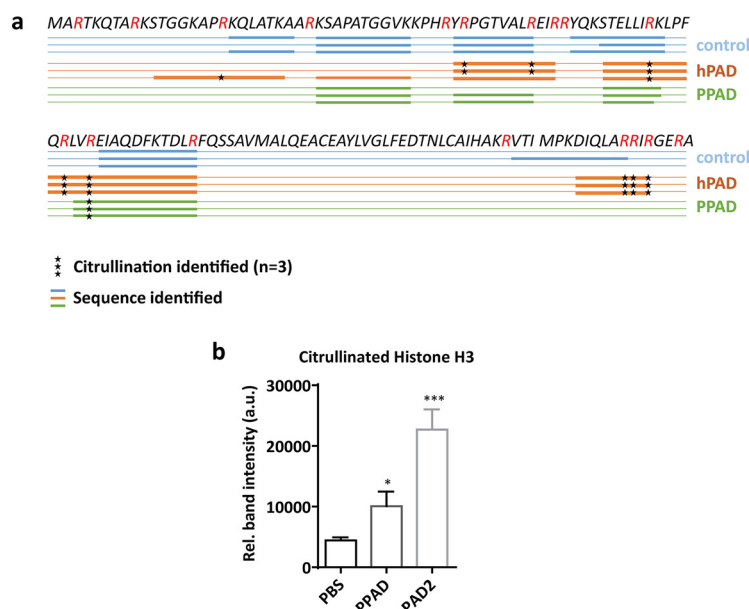 a
MARTKQTARKSTGGKAPRKQLATKAARKSAPATGGVKKPHRYRPGTVALREIRRYQKSTELLIRKLPF
control
hPAD
PPAD
QRLVREIAQDFKTDLRFQSSAVMALQEACEAYLVGLFEDTNLCAIHAKRVTI MPKDIQLARRIRGERA
control
hPAD
PPAD
Citrullination identified (n=3)
Sequence identified
b
Citrullinated Histone H3
Rel. band intensity (a.u.)
30000
20000
10000
0
*
***
PBS
PPAD
PAD2